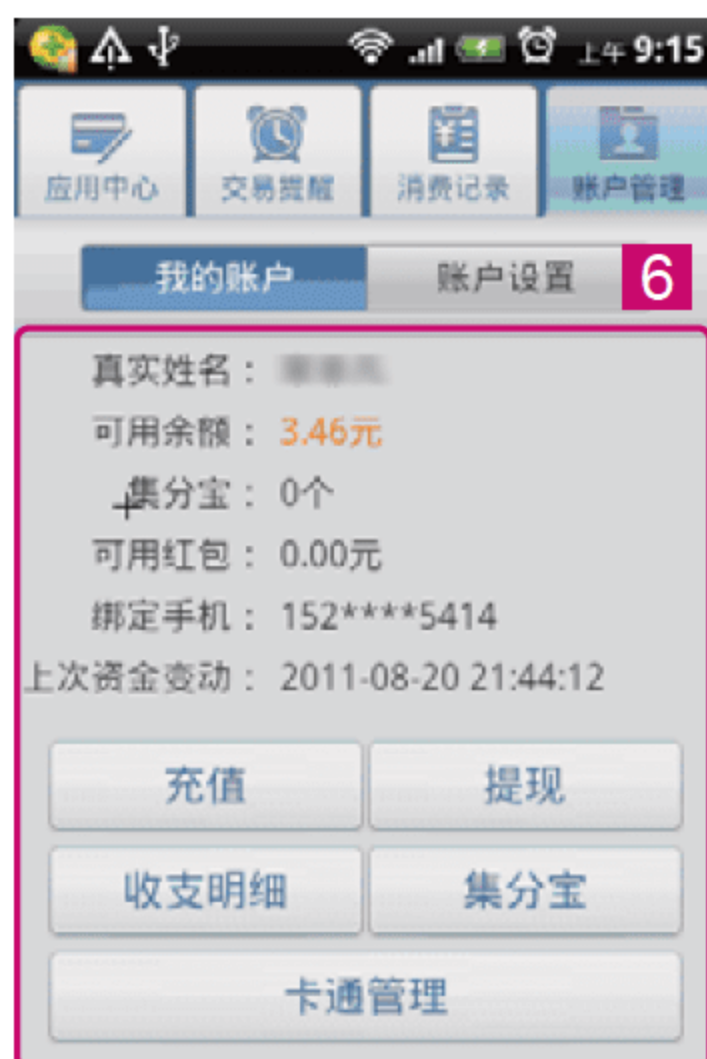 上午 9:15
应用中心 交易提醒 消费记录 账户管理
我的账户 账户设置 6
真实姓名：
可用余额： 3.46元
集分宝： 0个
可用红包： 0.00元
绑定手机： 152****5414
上次资金变动： 2011-08-20 21:44:12
充值 提现
收支明细 集分宝
卡通管理